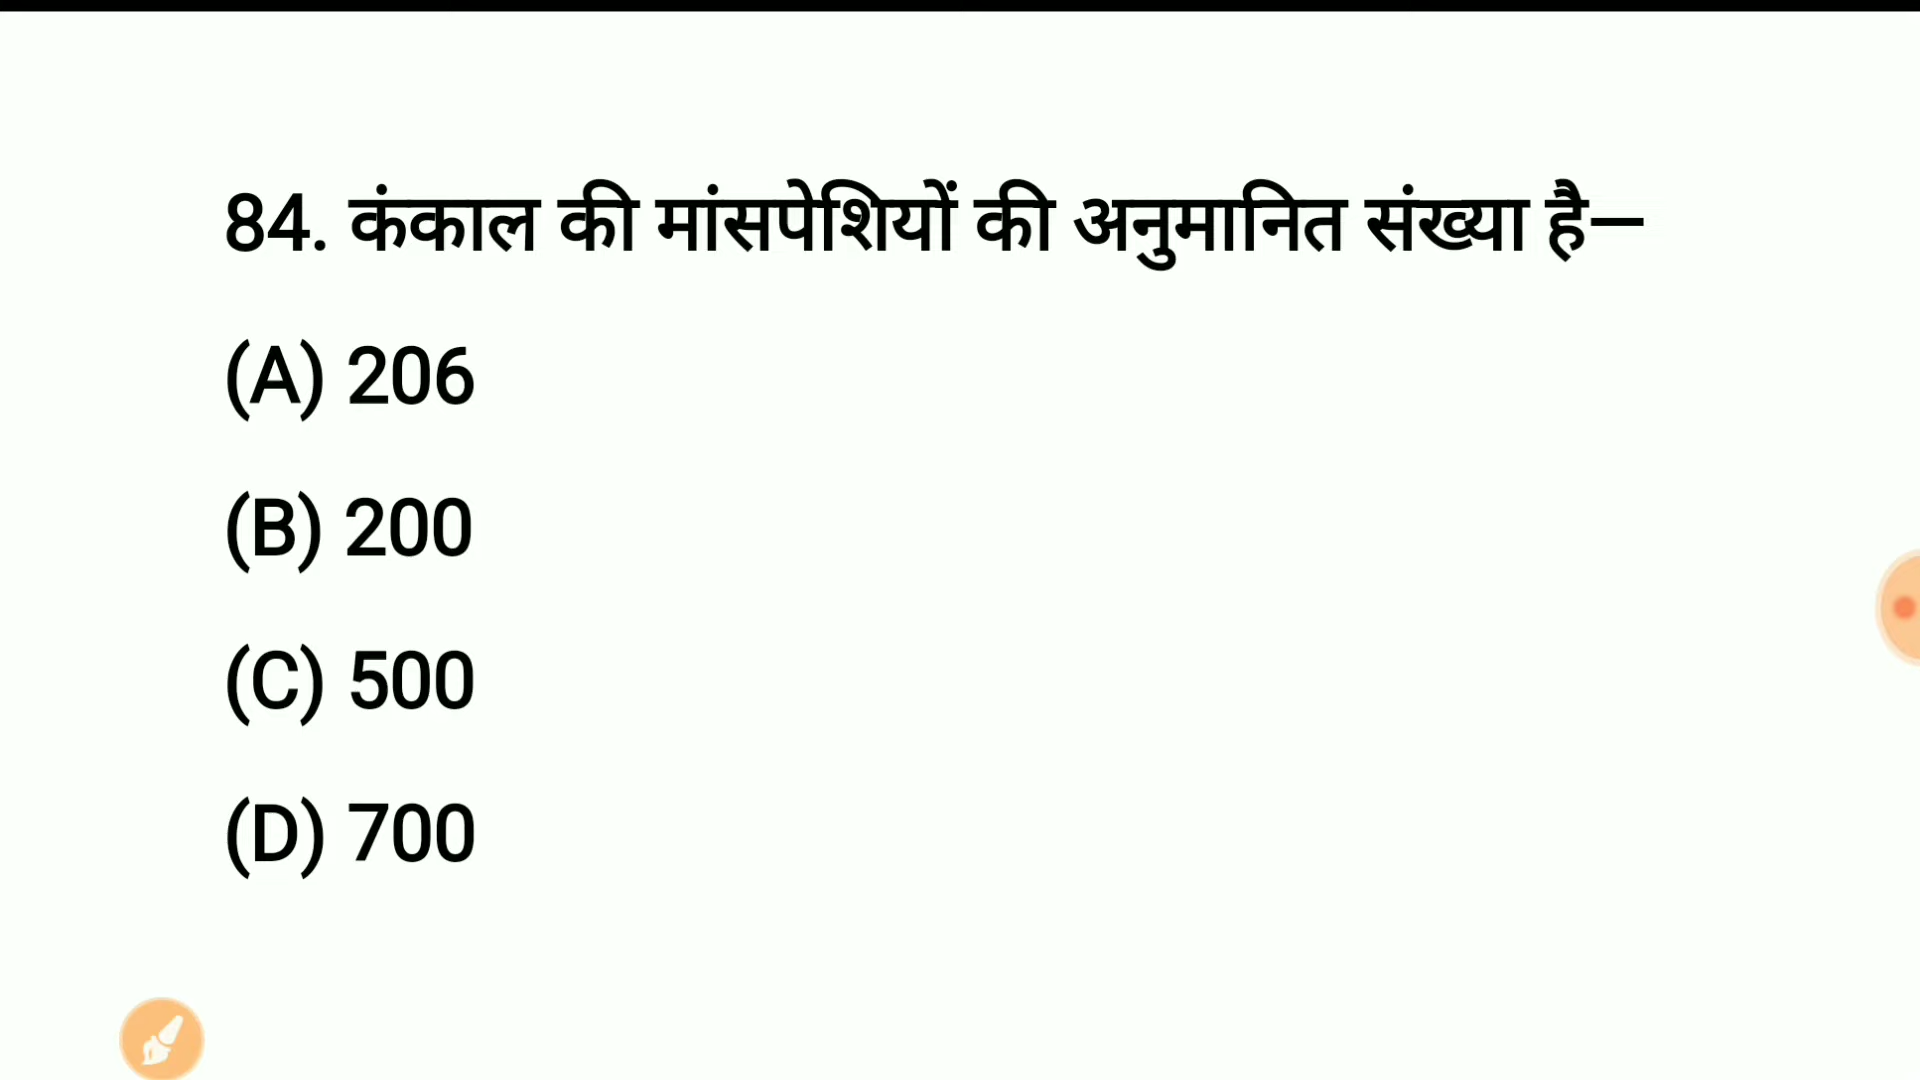 84. कंकाल की मांसपेशियों की अनुमानित संख्या है—
(A) 206
(B) 200
(C) 500
(D) 700